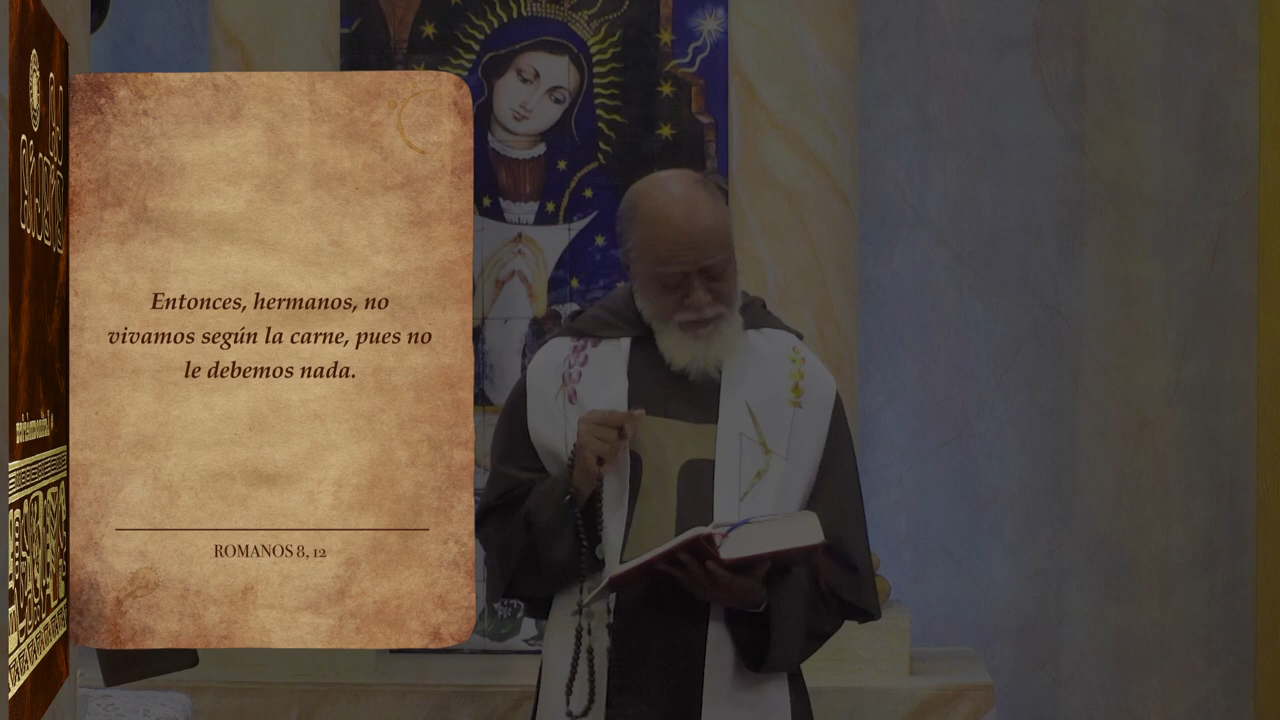 Entonces, hermanos, no
vivamos según la carne, pues no
le debemos nada.
ROMANOS 8, 12